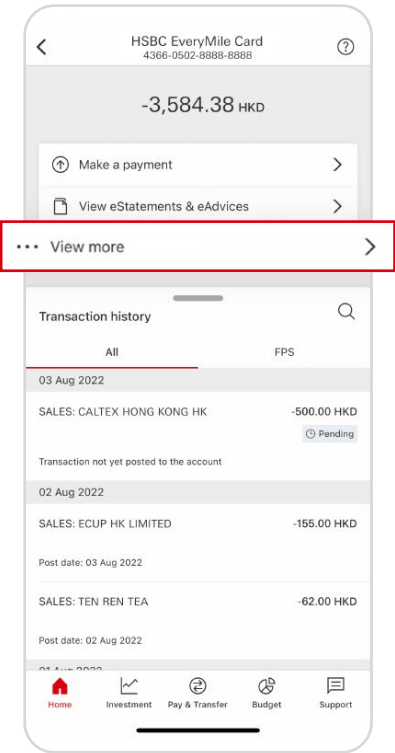 HSBC EveryMile Card
4366-0502-8888-8888
-3,584.38 HKD
Make a payment
View eStatements & eAdvices
View more
Transaction history
All FPS
03 Aug 2022
SALES: CALTEX HONG KONG HK -500.00 HKD
Pending
Transaction not yet posted to the account
02 Aug 2022
SALES: ECUP HK LIMITED -155.00 HKD
Post date: 03 Aug 2022
SALES: TEN REN TEA -62.00 HKD
Post date: 02 Aug 2022
01 Aug 2022
Home Investment Pay & Transfer Budget Support